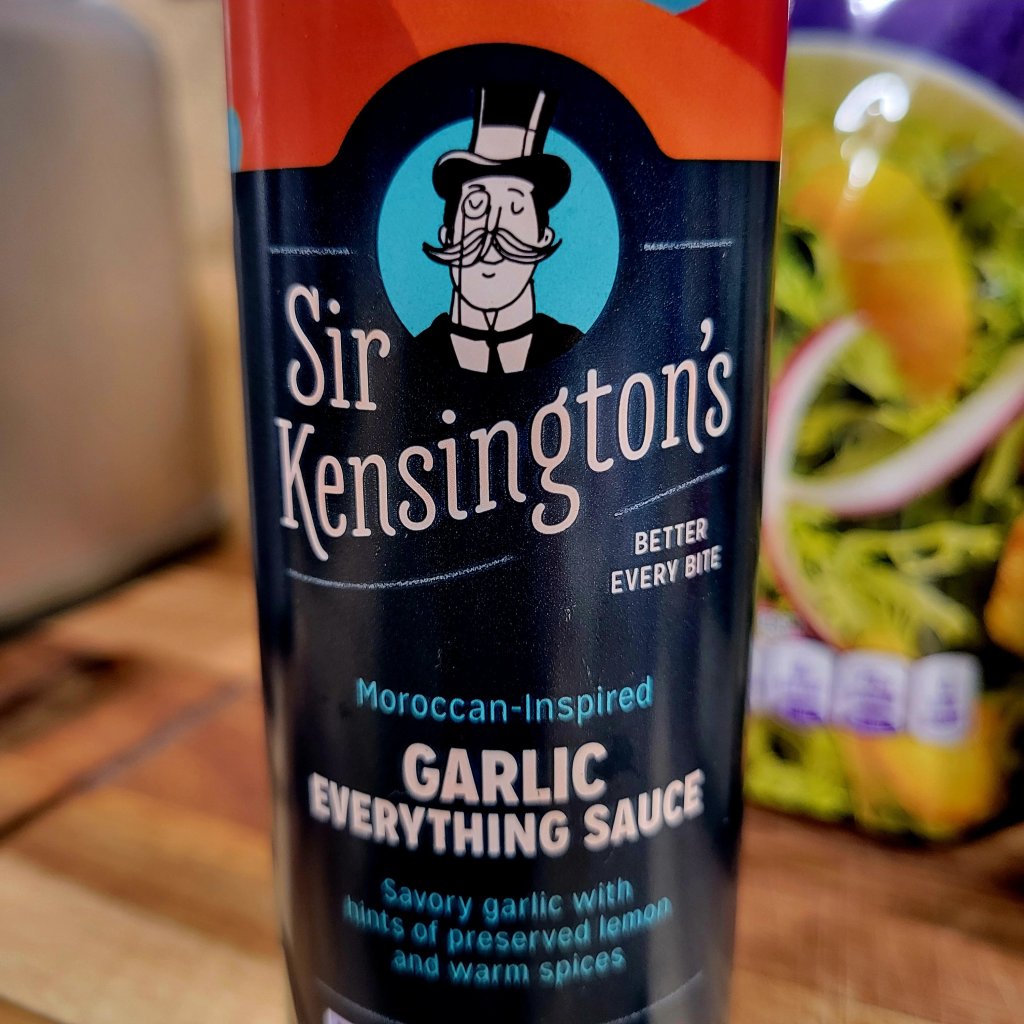 Sir
Kensington's
BETTER
EVERY BITE
Moroccan-Inspired
GARLIC
EVERYTHING SAUCE
Savory garlic with
hints of preserved lemon
and warm spices